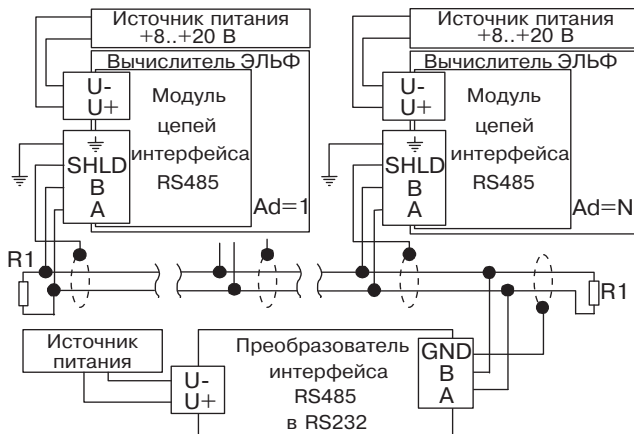 Источник питания
+8..+20 В
Вычислитель ЭЛЬФ
U-
U+
Модуль
цепей
интерфейса
RS485
SHLD
B
A
Ad=1
Источник питания
+8..+20 В
Вычислитель ЭЛЬФ
U-
U+
Модуль
цепей
интерфейса
RS485
SHLD
B
A
Ad=N
R1
R1
Источник
питания
U-
U+
Преобразователь
интерфейса
RS485
в RS232
GND
B
A